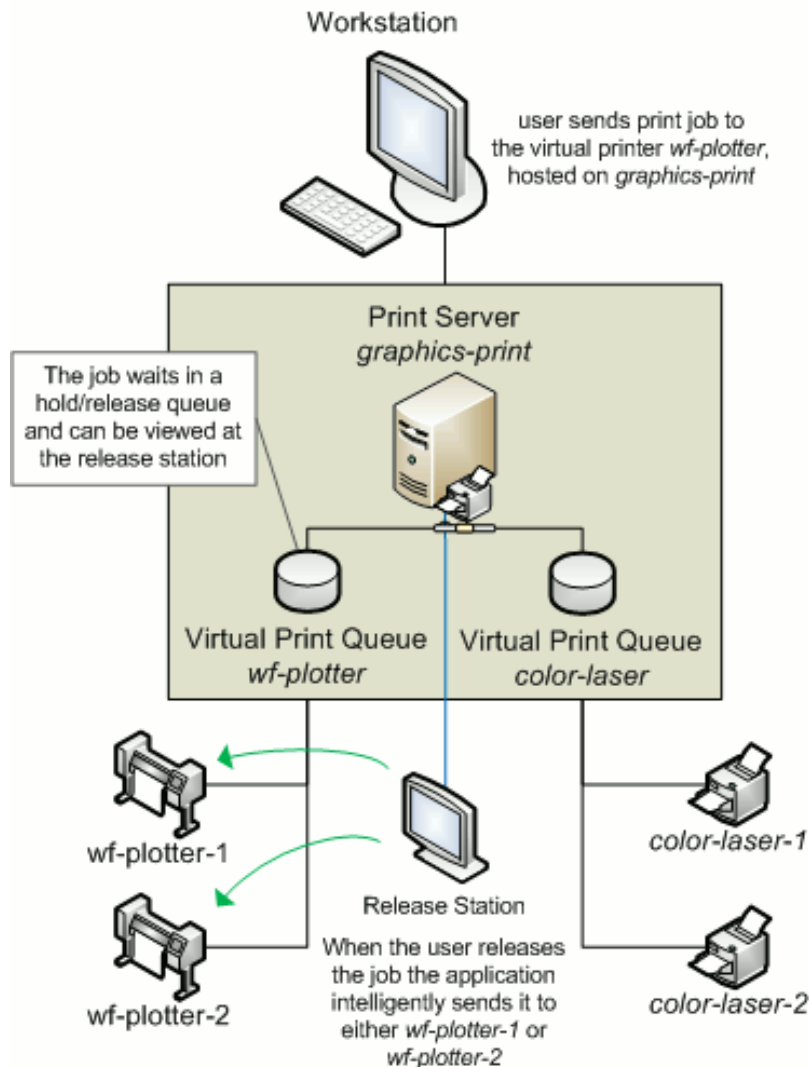 Workstation
user sends print job to
the virtual printer wf-plotter,
hosted on graphics-print
Print Server
graphics-print
The job waits in a
hold/release queue
and can be viewed at
the release station
Virtual Print Queue
wf-plotter
Virtual Print Queue
color-laser
wf-plotter-1
color-laser-1
Release Station
When the user releases
the job the application
intelligently sends it to
either wf-plotter-1 or
wf-plotter-2
wf-plotter-2
color-laser-2